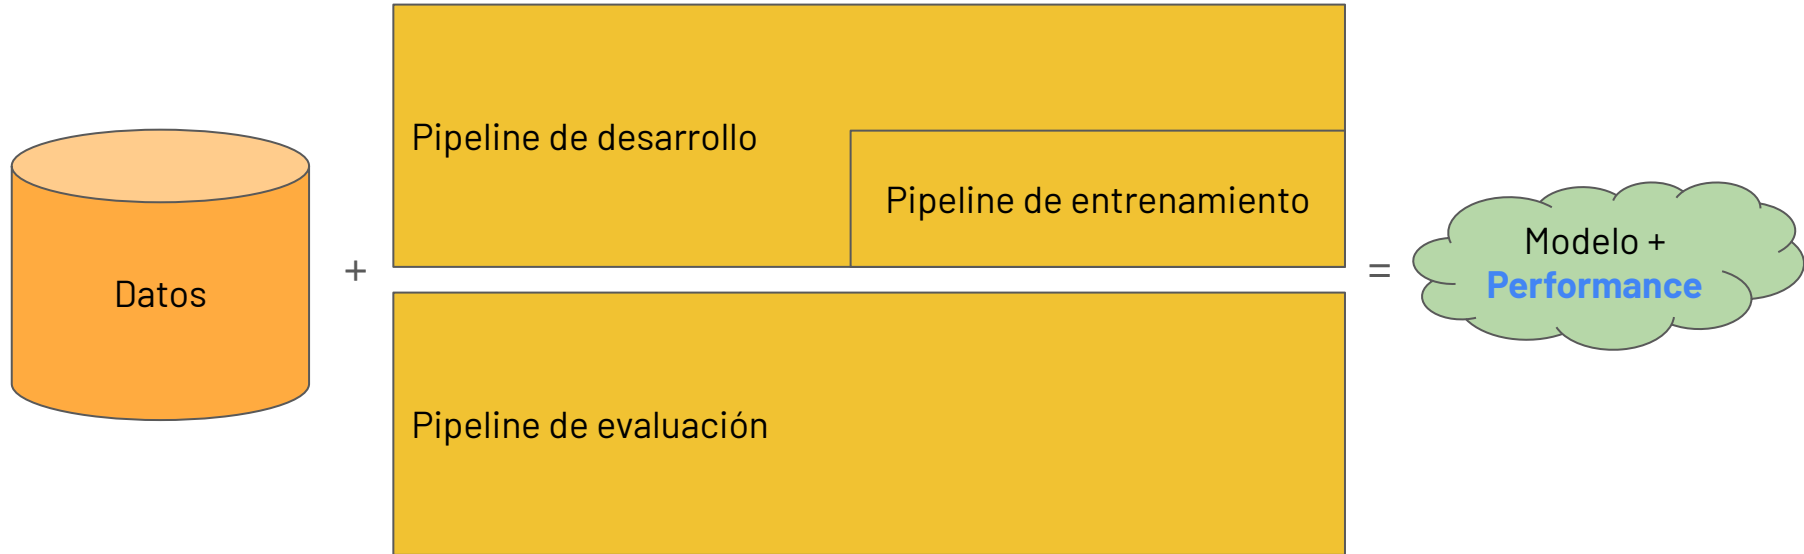 Datos
+
Pipeline de desarrollo
Pipeline de entrenamiento
Pipeline de evaluación
=
Modelo +
Performance